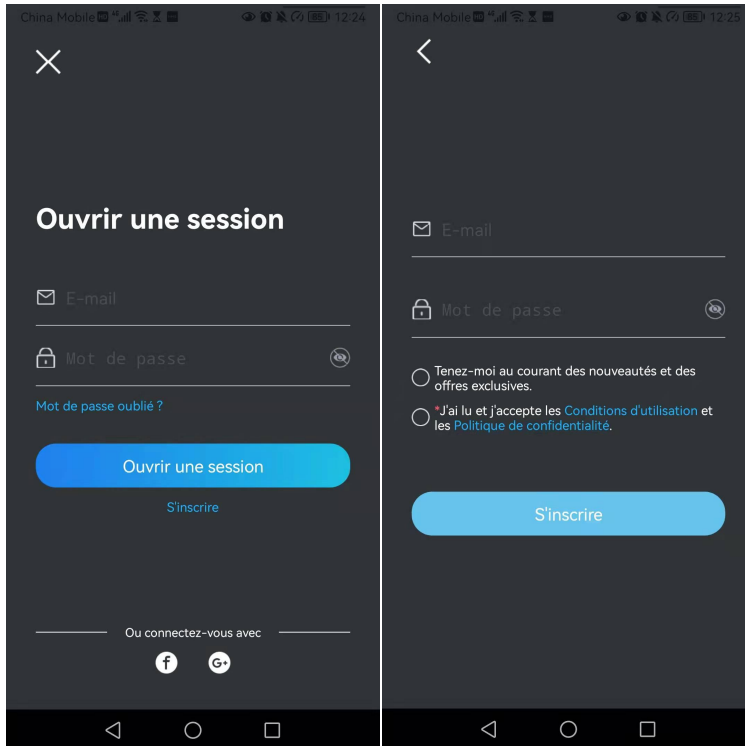 China Mobile 12:24
Ouvrir une session
E-mail
Mot de passe
Mot de passe oublié ?
Ouvrir une session
S'inscrire
Ou connectez-vous avec
f G+
China Mobile 12:25
E-mail
Mot de passe
Tenez-moi au courant des nouveautés et des
offres exclusives.
*J'ai lu et j'accepte les Conditions d'utilisation et
les Politique de confidentialité.
S'inscrire